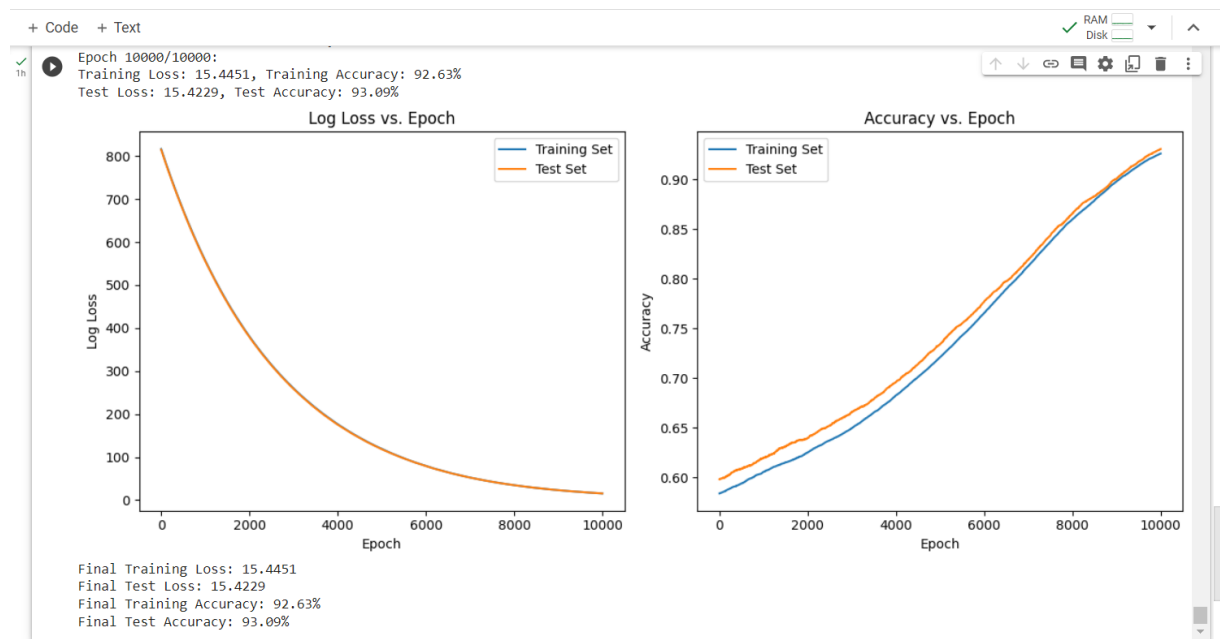 + Code + Text
RAM
Disk
1h
Epoch 10000/10000:
Training Loss: 15.4451, Training Accuracy: 92.63%
Test Loss: 15.4229, Test Accuracy: 93.09%
Log Loss vs. Epoch
Training Set
Test Set
800
700
600
500
400
300
200
100
0
Log Loss
0 2000 4000 6000 8000 10000
Epoch
Accuracy vs. Epoch
Training Set
Test Set
0.90
0.85
0.80
0.75
0.70
0.65
0.60
Accuracy
0 2000 4000 6000 8000 10000
Epoch
Final Training Loss: 15.4451
Final Test Loss: 15.4229
Final Training Accuracy: 92.63%
Final Test Accuracy: 93.09%